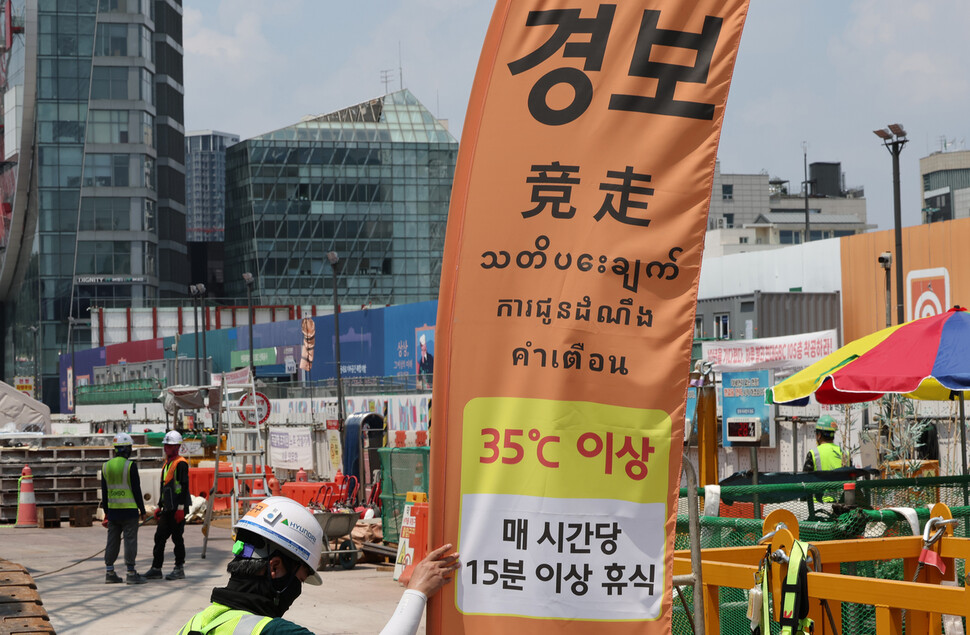 경보
竞走
သတိပေးချက်
ការជូនដំណឹង
คำเตือน
35℃ 이상
매 시간당
15분 이상 휴식
DIGNITY
HYUNDAI